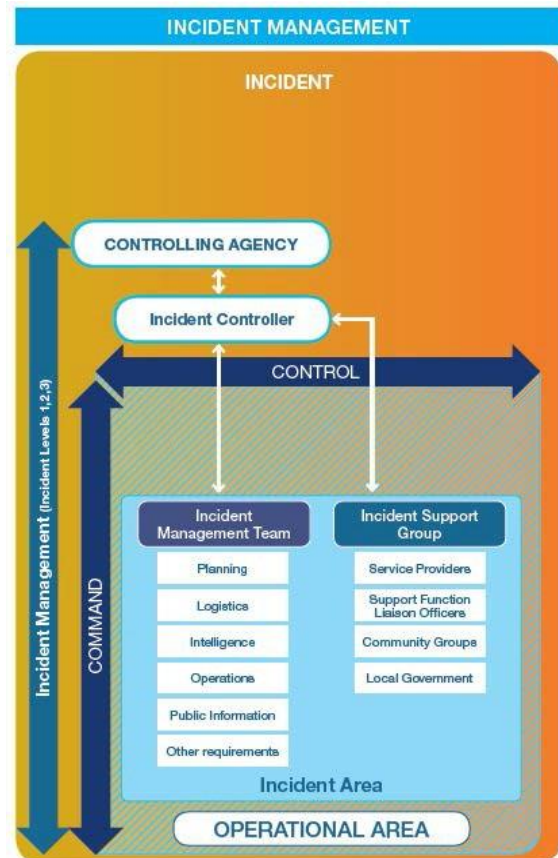 INCIDENT MANAGEMENT
INCIDENT
CONTROLLING AGENCY
Incident Controller
CONTROL
Incident Management (Incident Levels 1,2,3)
COMMAND
Incident
Management Team
Planning
Logistics
Intelligence
Operations
Public Information
Other requirements
Incident Support
Group
Service Providers
Support Function
Liaison Officers
Community Groups
Local Government
Incident Area
OPERATIONAL AREA